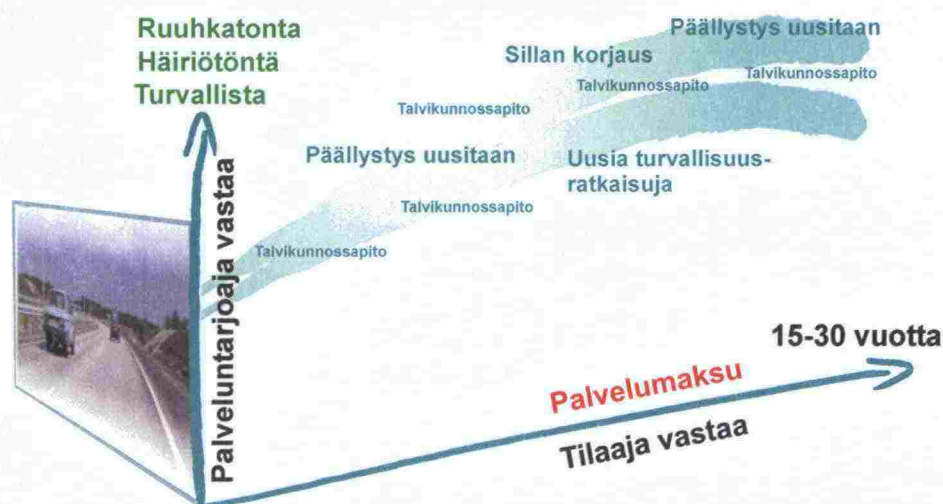 Ruuhkatonta
Häiriötöntä
Turvallista
Päällystys uusitaan
Sillan korjaus
Talvikunnossapito
Talvikunnossapito
Talvikunnossapito
Päällystys uusitaan
Uusia turvallisuus-
ratkaisuja
Talvikunnossapito
Talvikunnossapito
Palveluntarjoaja vastaa
15-30 vuotta
Palvelumaksu
Tilaaja vastaa